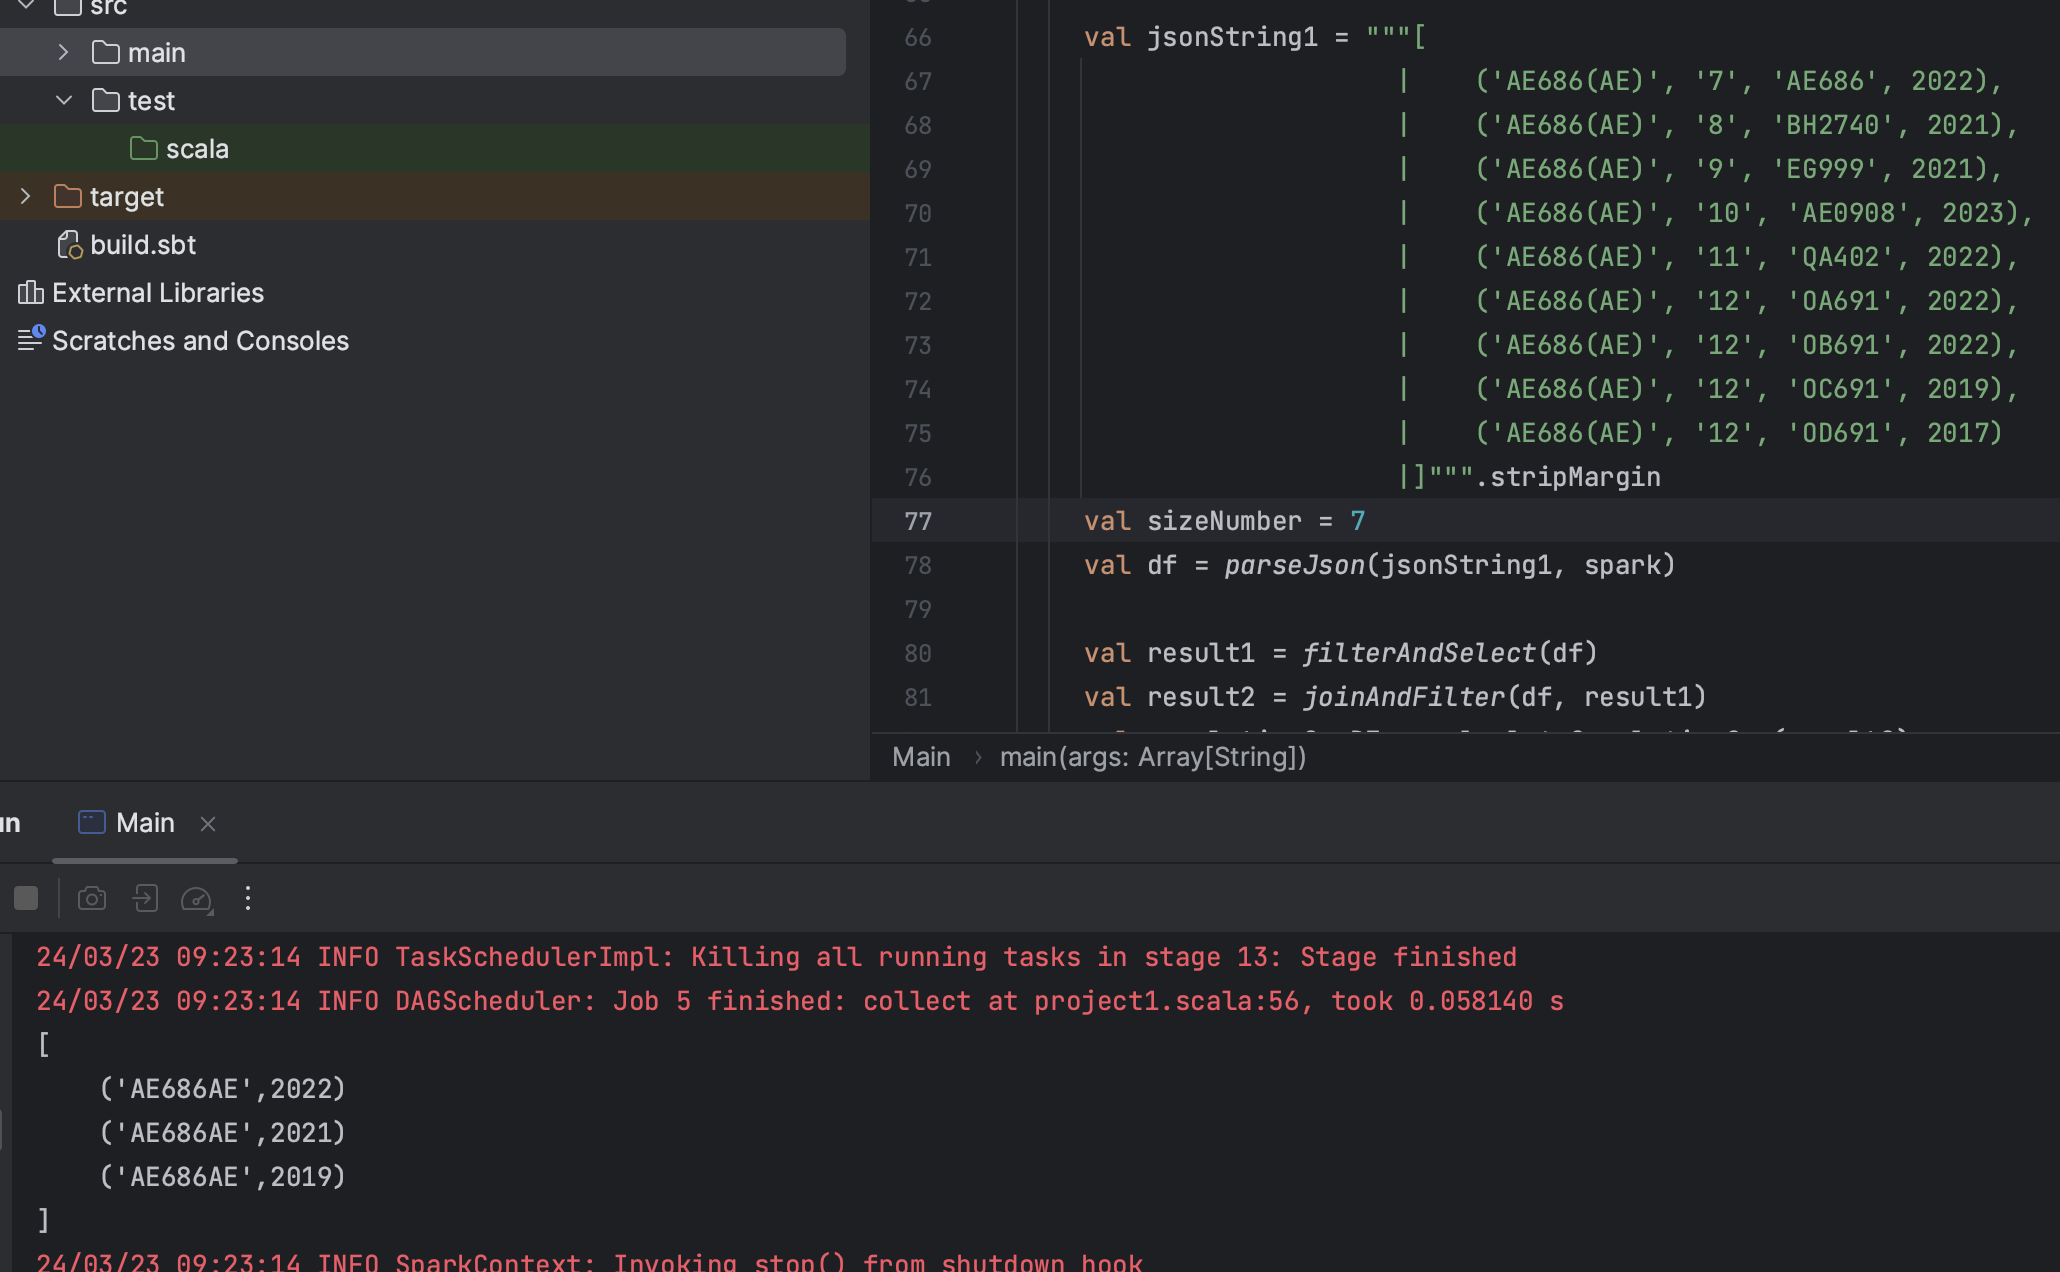 src
main
test
scala
target
build.sbt
External Libraries
Scratches and Consoles
66 val jsonString1 = """[
67 | ('AE686(AE)', '7', 'AE686', 2022),
68 | ('AE686(AE)', '8', 'BH2740', 2021),
69 | ('AE686(AE)', '9', 'EG999', 2021),
70 | ('AE686(AE)', '10', 'AE0908', 2023),
71 | ('AE686(AE)', '11', 'QA402', 2022),
72 | ('AE686(AE)', '12', 'OA691', 2022),
73 | ('AE686(AE)', '12', 'OB691', 2022),
74 | ('AE686(AE)', '12', 'OC691', 2019),
75 | ('AE686(AE)', '12', 'OD691', 2017)
76 |]""".stripMargin
77 val sizeNumber = 7
78 val df = parseJson(jsonString1, spark)
79
80 val result1 = filterAndSelect(df)
81 val result2 = joinAndFilter(df, result1)
Main › main(args: Array[String])
Main
24/03/23 09:23:14 INFO TaskSchedulerImpl: Killing all running tasks in stage 13: Stage finished
24/03/23 09:23:14 INFO DAGScheduler: Job 5 finished: collect at project1.scala:56, took 0.058140 s
[
('AE686AE',2022)
('AE686AE',2021)
('AE686AE',2019)
]
24/03/23 09:23:14 INFO SparkContext: Invoking stop() from shutdown hook